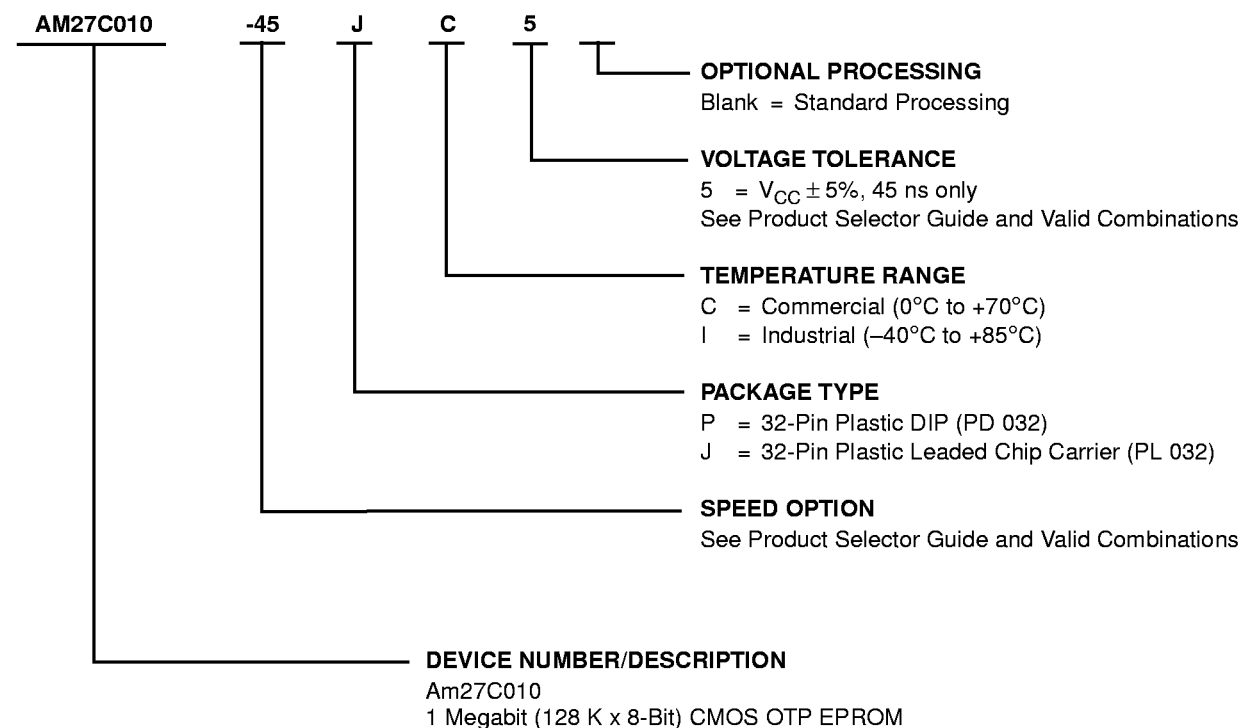 AM27C010 -45 J C 5
OPTIONAL PROCESSING
Blank = Standard Processing
VOLTAGE TOLERANCE
5 = VCC ± 5%, 45 ns only
See Product Selector Guide and Valid Combinations
TEMPERATURE RANGE
C = Commercial (0°C to +70°C)
I = Industrial (–40°C to +85°C)
PACKAGE TYPE
P = 32-Pin Plastic DIP (PD 032)
J = 32-Pin Plastic Leaded Chip Carrier (PL 032)
SPEED OPTION
See Product Selector Guide and Valid Combinations
DEVICE NUMBER/DESCRIPTION
Am27C010
1 Megabit (128 K x 8-Bit) CMOS OTP EPROM